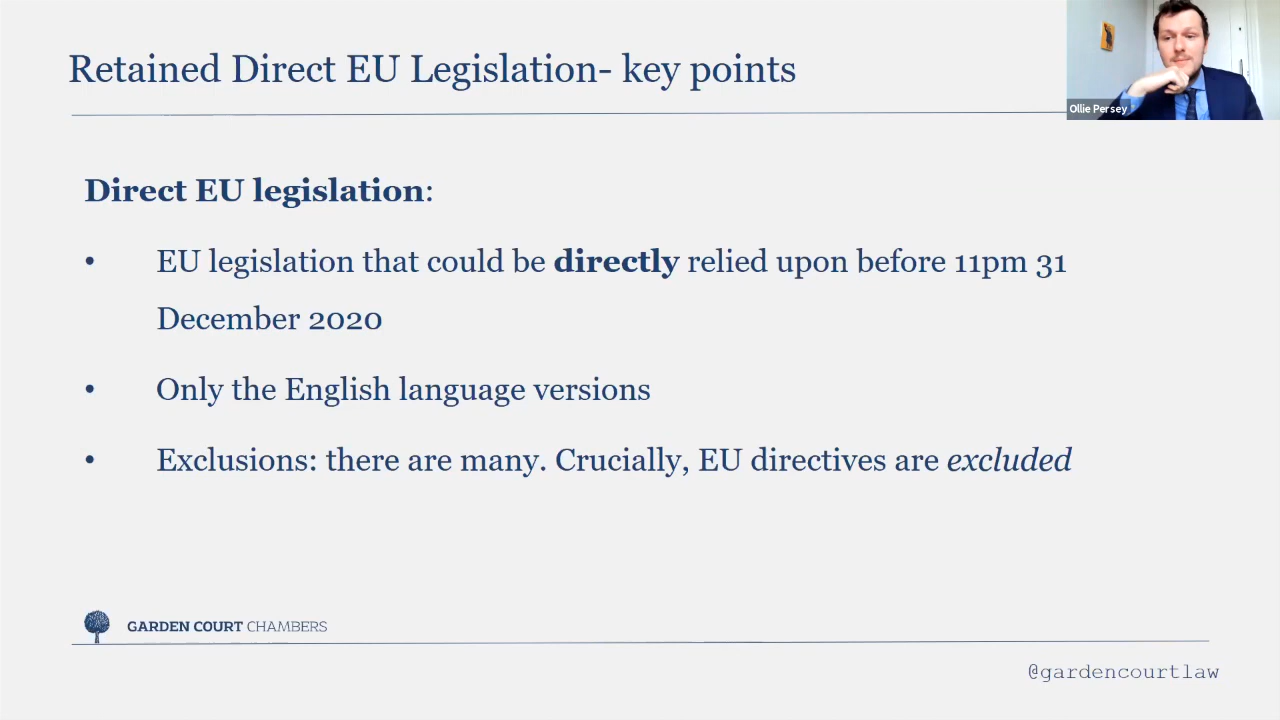 Retained Direct EU Legislation- key points
Ollie Persey
Direct EU legislation:
• EU legislation that could be directly relied upon before 11pm 31
December 2020
• Only the English language versions
• Exclusions: there are many. Crucially, EU directives are excluded
GARDEN COURT CHAMBERS
@gardencourtlaw